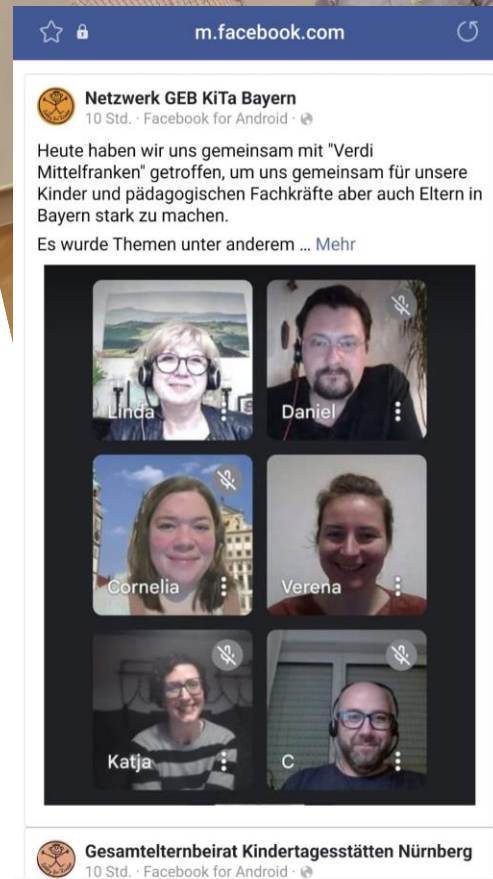 m.facebook.com
Netzwerk GEB KiTa Bayern
10 Std. · Facebook for Android ·
Heute haben wir uns gemeinsam mit "Verdi
Mittelfranken" getroffen, um uns gemeinsam für unsere
Kinder und pädagogischen Fachkräfte aber auch Eltern in
Bayern stark zu machen.
Es wurde Themen unter anderem ... Mehr
Linda
Daniel
Cornelia
Verena
Katja
C
Gesamtelternbeirat Kindertagesstätten Nürnberg
10 Std. · Facebook for Android ·